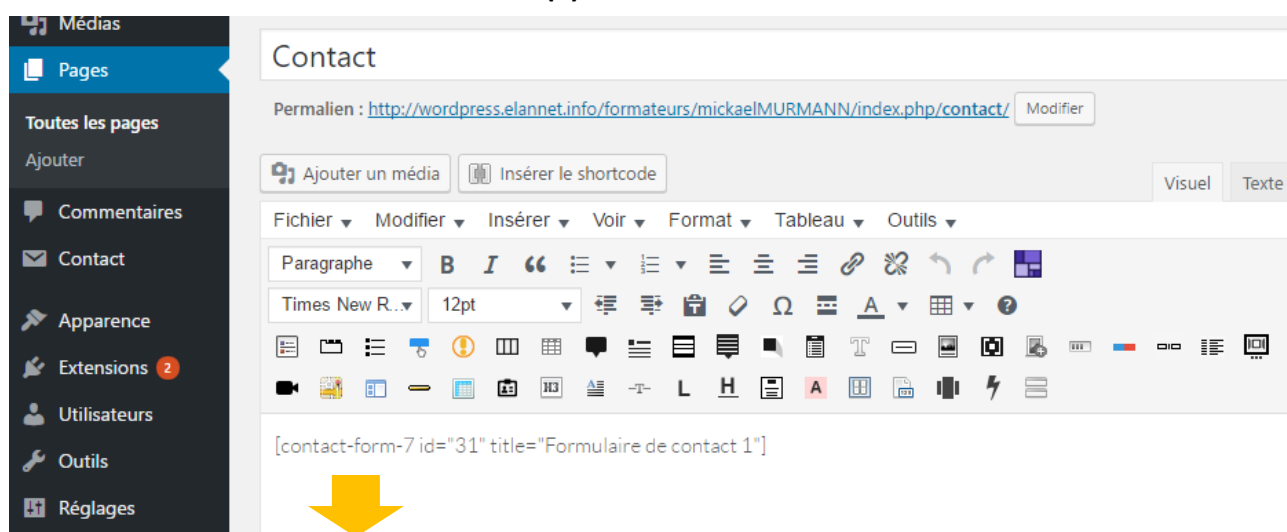 Médias
Pages
Toutes les pages
Ajouter
Commentaires
Contact
Apparence
Extensions 2
Utilisateurs
Outils
Réglages
Contact
Permalien : http://wordpress.elannet.info/formateurs/mickaelMURMANN/index.php/contact/ Modifier
Ajouter un média Insérer le shortcode
Visuel Texte
Fichier Modifier Insérer Voir Format Tableau Outils
Paragraphe B I
Times New R... 12pt Ω A ?
T
H3 T L H A
[contact-form-7 id="31" title="Formulaire de contact 1"]